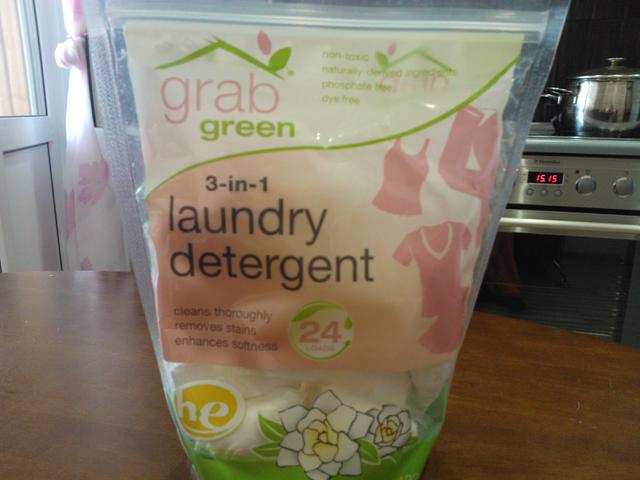 grab
green
non-toxic
naturally-derived ingredients
phosphate free
dye free
3-in-1
laundry
detergent
cleans thoroughly
removes stains
enhances softness
24
LOADS
he
Electrolux
15:15